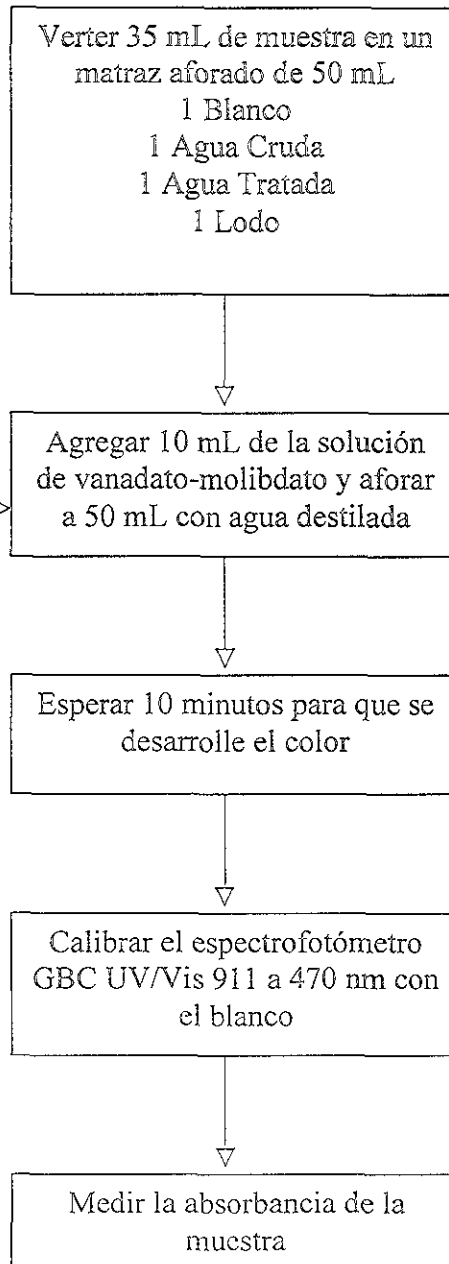 Verter 35 mL de muestra en un
matraz aforado de 50 mL
1 Blanco
1 Agua Cruda
1 Agua Tratada
1 Lodo
Agregar 10 mL de la solución
de vanadato-molibdato y aforar
a 50 mL con agua destilada
Esperar 10 minutos para que se
desarrolle el color
Calibrar el espectrofotómetro
GBC UV/Vis 911 a 470 nm con
el blanco
Medir la absorbancia de la
muestra